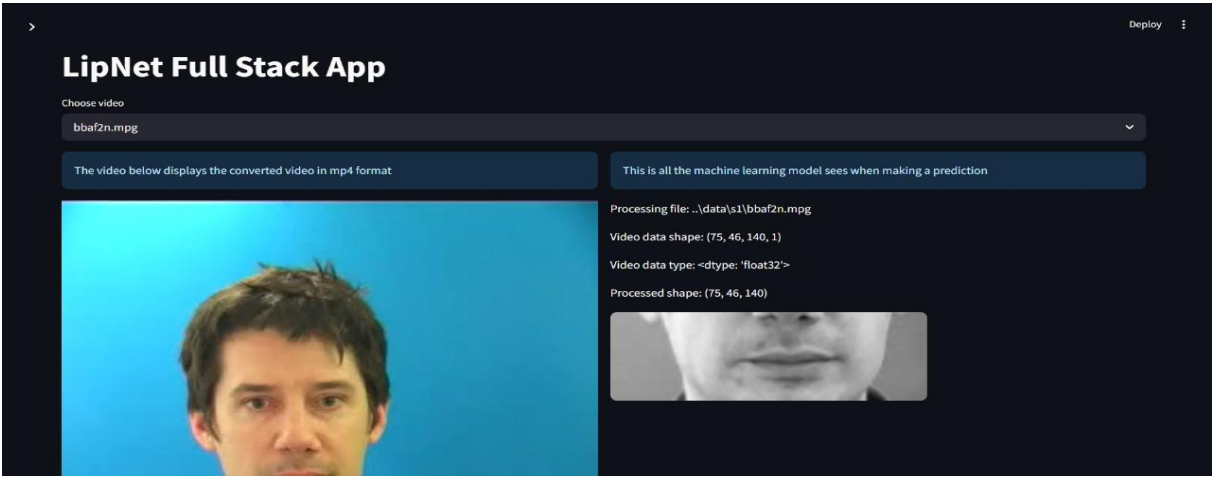 Deploy
LipNet Full Stack App
Choose video
bbaf2n.mpg
The video below displays the converted video in mp4 format
This is all the machine learning model sees when making a prediction
Processing file: ..\data\s1\bbaf2n.mpg
Video data shape: (75, 46, 140, 1)
Video data type: <dtype: 'float32'>
Processed shape: (75, 46, 140)